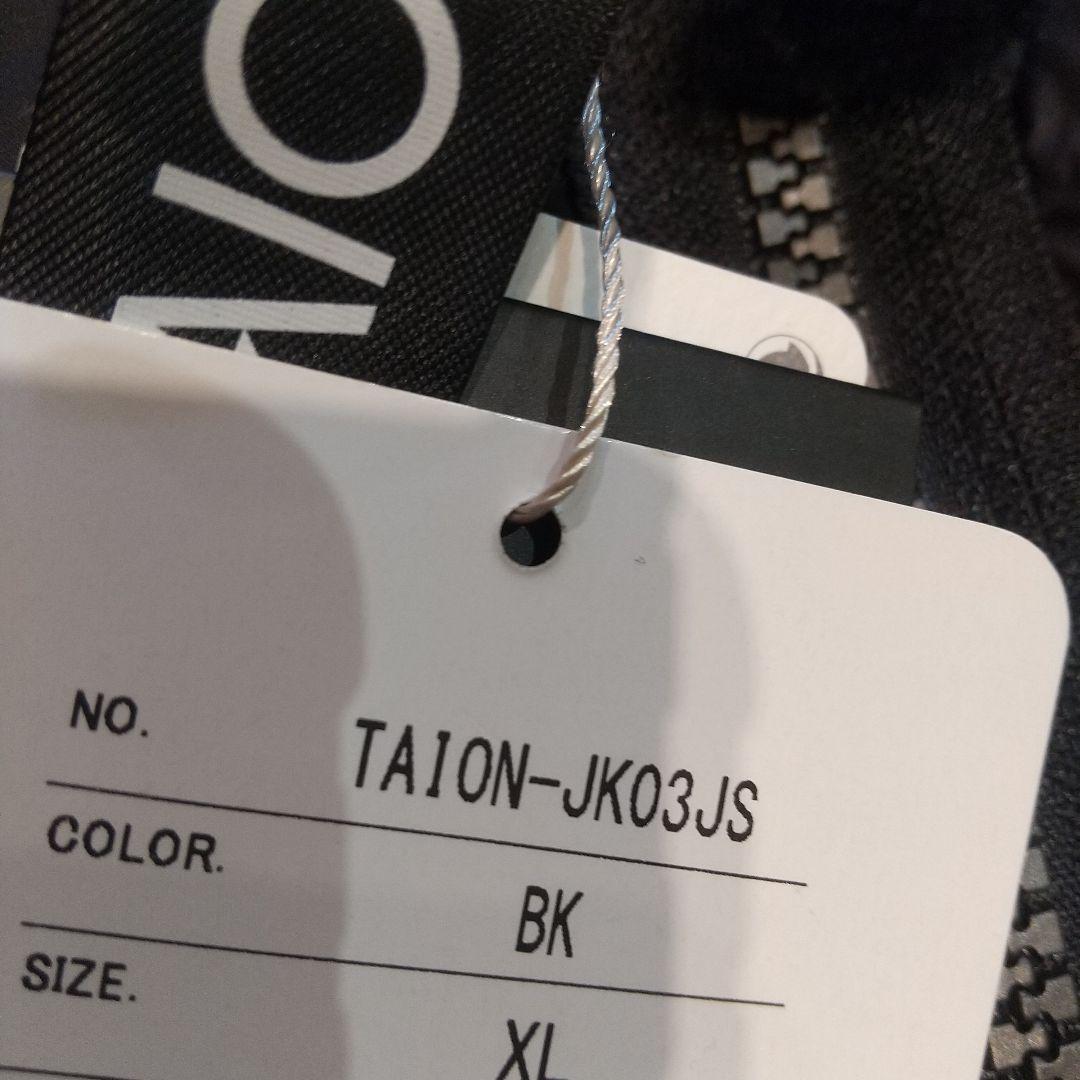 NO. TAION-JK03JS
COLOR. BK
SIZE. XL